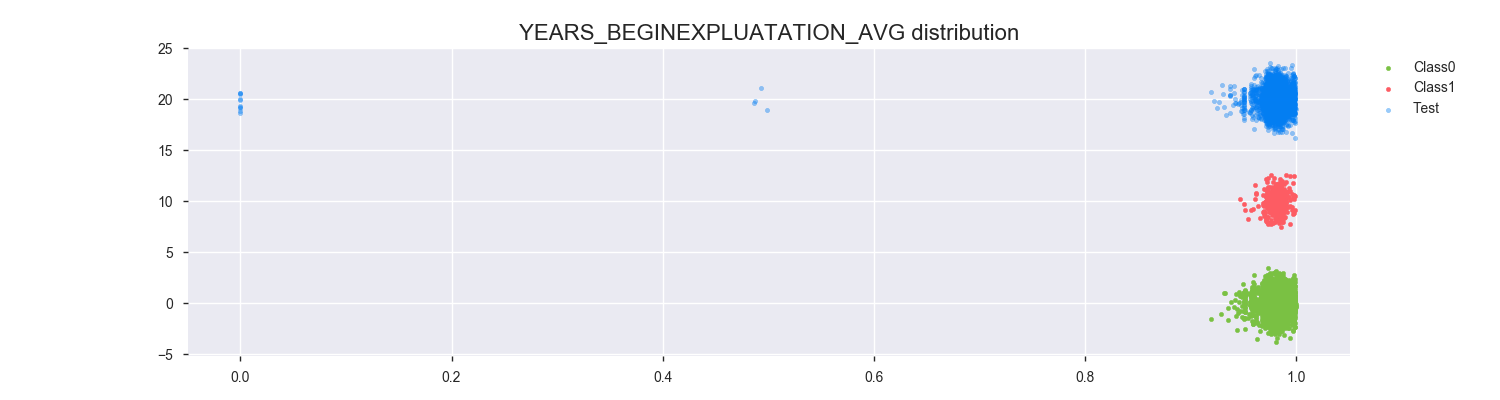 YEARS_BEGINEXPLUATATION_AVG distribution
25
20
15
10
5
0
−5
0.0 0.2 0.4 0.6 0.8 1.0
Class0
Class1
Test